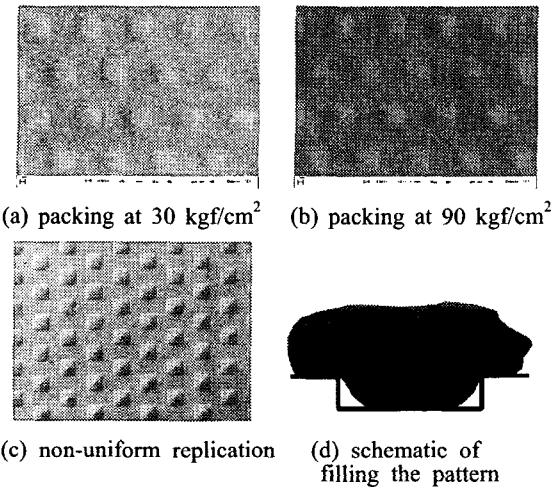 (a) packing at 30 kgf/cm²
(b) packing at 90 kgf/cm²
(c) non-uniform replication
(d) schematic of
filling the pattern